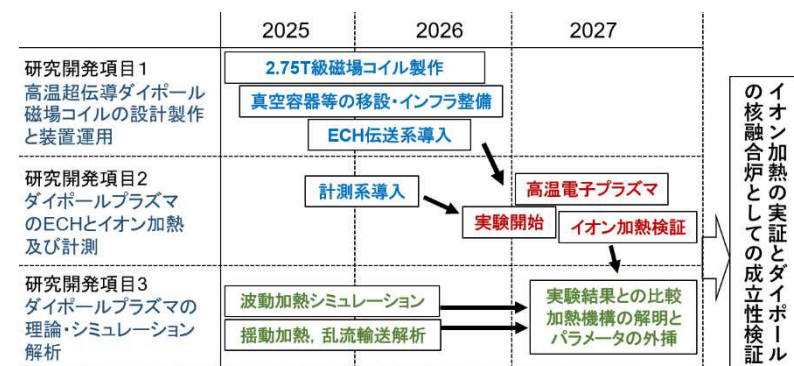 2025
2026
2027
研究開発項目1
高温超伝導ダイポール
磁場コイルの設計製作
と装置運用
2.75T級磁場コイル製作
真空容器等の移設・インフラ整備
ECH伝送系導入
研究開発項目2
ダイポールプラズマ
のECHとイオン加熱
及び計測
計測系導入
高温電子プラズマ
実験開始
イオン加熱検証
研究開発項目3
ダイポールプラズマの
理論・シミュレーション
解析
波動加熱シミュレーション
揺動加熱, 乱流輸送解析
実験結果との比較
加熱機構の解明と
パラメータの外挿
イオン加熱の実証とダイポール
の核融合炉としての成立性検証